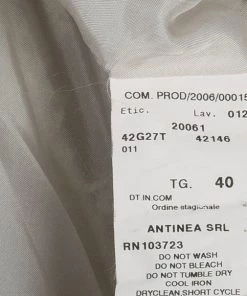 COM. PROD/2006/00015
Etic. Lav. 012
20061
42G27T 42146
011
TG. 40
DT IN.COM
Ordine stagionale
ANTINEA SRL
RN103723
DO NOT WASH
DO NOT BLEACH
DO NOT TUMBLE DRY
COOL IRON
DRYCLEAN,SHORT CYCLE